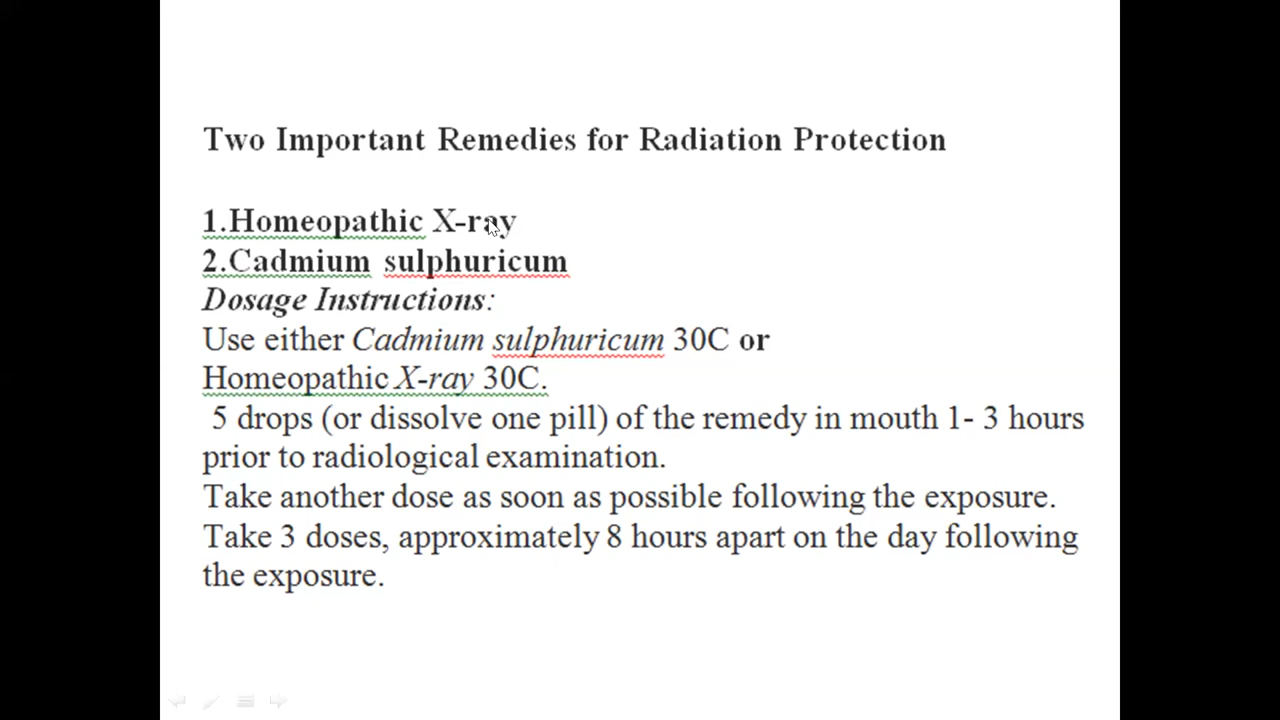 Two Important Remedies for Radiation Protection
1.Homeopathic X-ray
2.Cadmium sulphuricum
Dosage Instructions:
Use either Cadmium sulphuricum 30C or
Homeopathic X-ray 30C.
5 drops (or dissolve one pill) of the remedy in mouth 1- 3 hours
prior to radiological examination.
Take another dose as soon as possible following the exposure.
Take 3 doses, approximately 8 hours apart on the day following
the exposure.